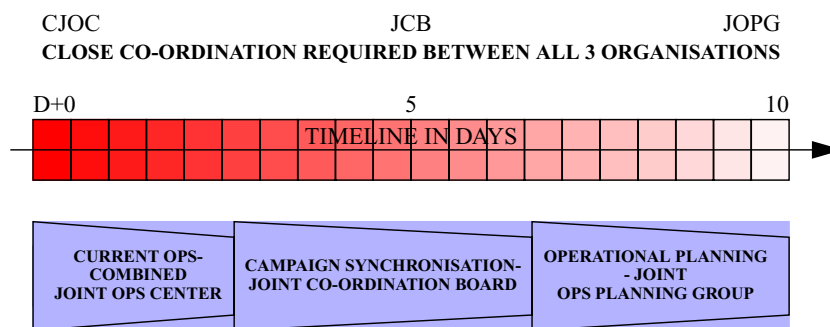 CJOC JCB JOPG
CLOSE CO-ORDINATION REQUIRED BETWEEN ALL 3 ORGANISATIONS
D+0 5 10
TIMELINE IN DAYS
CURRENT OPS-
COMBINED
JOINT OPS CENTER
CAMPAIGN SYNCHRONISATION-
JOINT CO-ORDINATION BOARD
OPERATIONAL PLANNING
- JOINT
OPS PLANNING GROUP